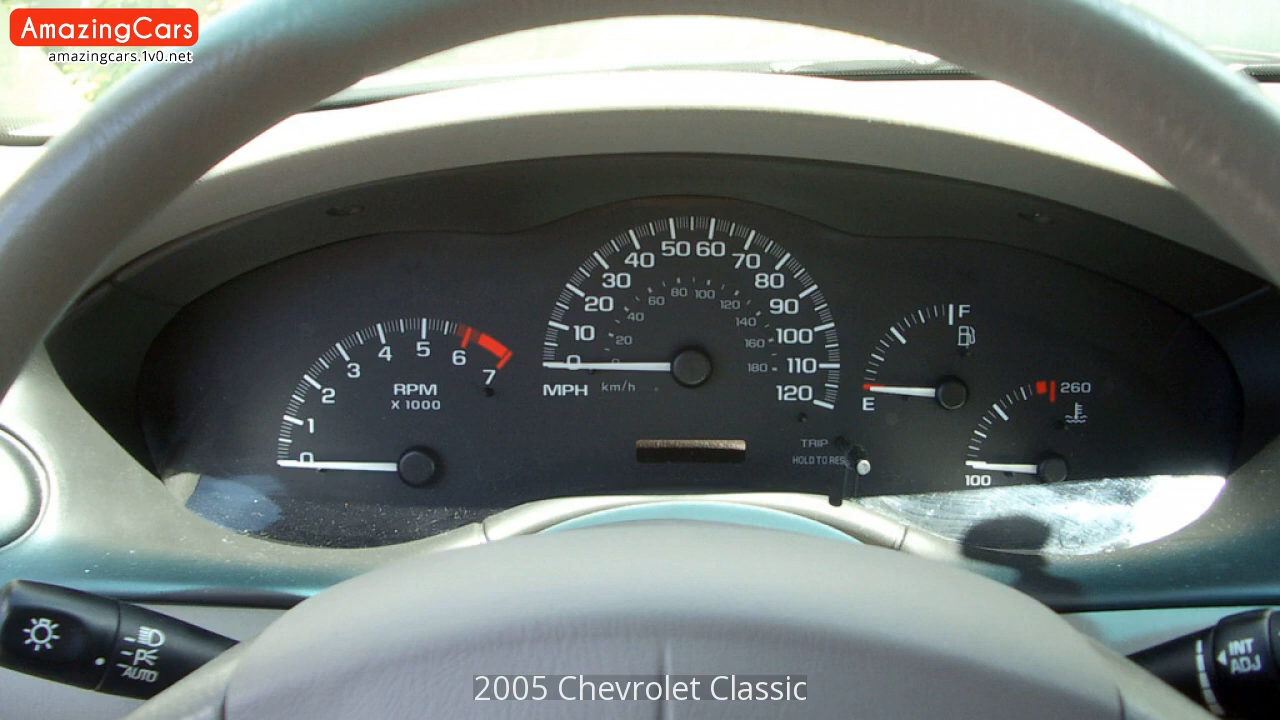 AmazingCars
amazingcars.1v0.net
0 1 2 3 4 5 6 7
RPM
X 1000
0 10 20 30 40 50 60 70 80 90 100 110 120
20 40 60 80 100 120 140 160 180
MPH km/h
TRIP
HOLD TO RES
E F
100 260
AUTO
INT
ADJ
2005 Chevrolet Classic